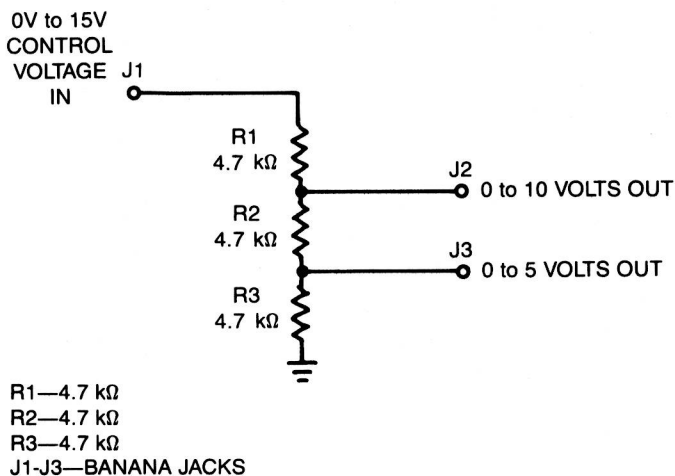 0V to 15V
CONTROL
VOLTAGE
IN
J1
R1
4.7 kΩ
J2
0 to 10 VOLTS OUT
R2
4.7 kΩ
J3
0 to 5 VOLTS OUT
R3
4.7 kΩ
R1—4.7 kΩ
R2—4.7 kΩ
R3—4.7 kΩ
J1-J3—BANANA JACKS